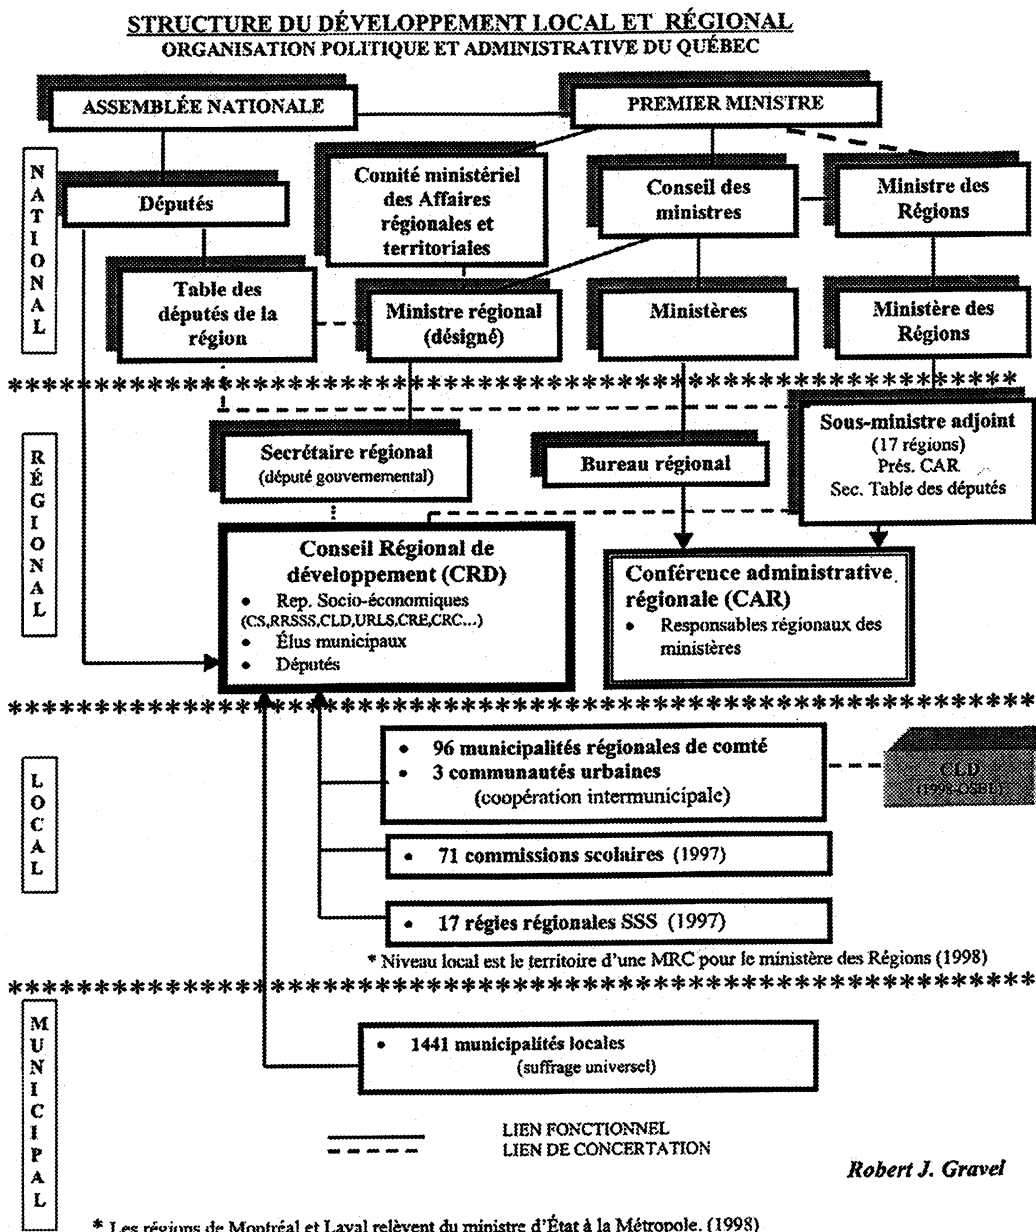 STRUCTURE DU DÉVELOPPEMENT LOCAL ET RÉGIONAL
ORGANISATION POLITIQUE ET ADMINISTRATIVE DU QUÉBEC
ASSEMBLÉE NATIONALE
PREMIER MINISTRE
NATIONAL
Députés
Comité ministériel
des Affaires
régionales et
territoriales
Conseil des
ministres
Ministre des
Régions
Table des
députés de la
région
Ministre régional
(désigné)
Ministères
Ministère des
Régions
RÉGIONAL
Secrétaire régional
(député gouvernemental)
Bureau régional
Sous-ministre adjoint
(17 régions)
Prés. CAR
Sec. Table des députés
Conseil Régional de
développement (CRD)
• Rep. Socio-économiques
(CS,RRSSS,CLD,URLS,CRE,CRC...)
• Élus municipaux
• Députés
Conférence administrative
régionale (CAR)
• Responsables régionaux des
ministères
LOCAL
• 96 municipalités régionales de comté
• 3 communautés urbaines
(coopération intermunicipale)
CLD
(1998-OSBL)
• 71 commissions scolaires (1997)
• 17 régies régionales SSS (1997)
* Niveau local est le territoire d'une MRC pour le ministère des Régions (1998)
MUNICIPAL
• 1441 municipalités locales
(suffrage universel)
LIEN FONCTIONNEL
LIEN DE CONCERTATION
Robert J. Gravel
* Les régions de Montréal et Laval relèvent du ministre d'État à la Métropole. (1998)